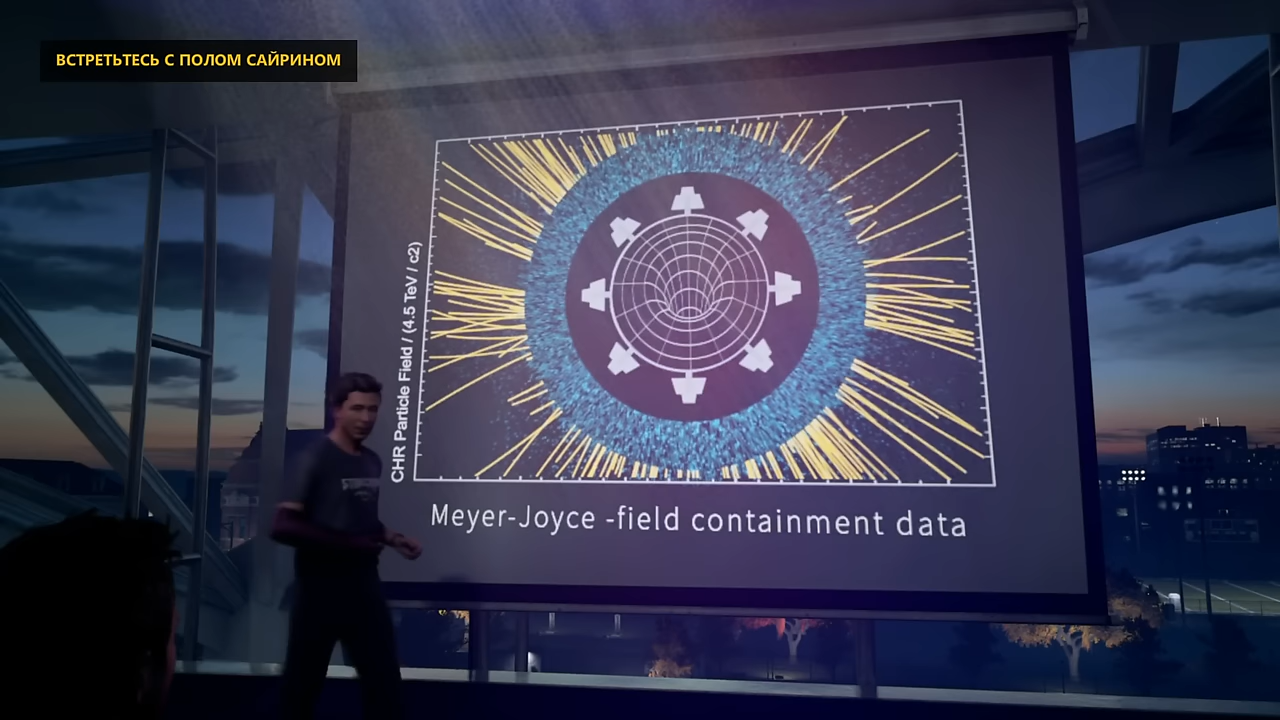 ВСТРЕТЬТЕСЬ С ПОЛОМ САЙРИНОМ
CHR Particle Field / (4.5 TeV / c2)
Meyer-Joyce -field containment data